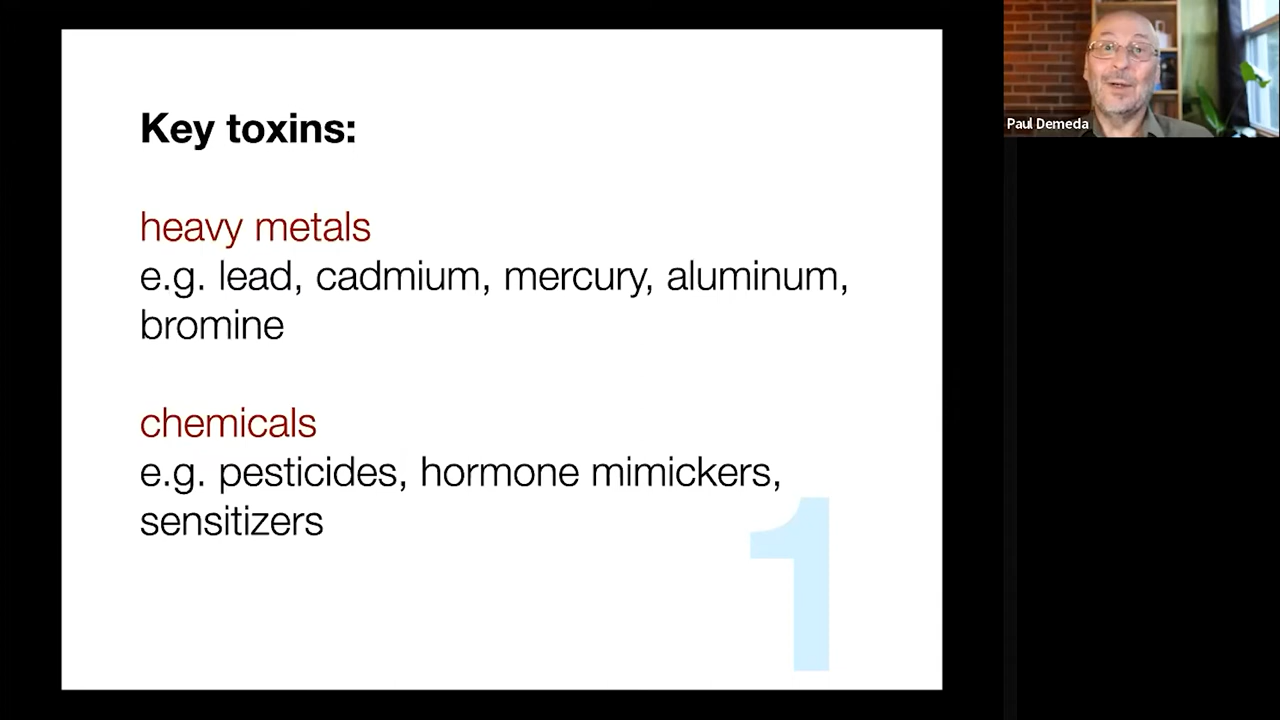 Key toxins:
heavy metals
e.g. lead, cadmium, mercury, aluminum,
bromine
chemicals
e.g. pesticides, hormone mimickers,
sensitizers
1
Paul Demeda